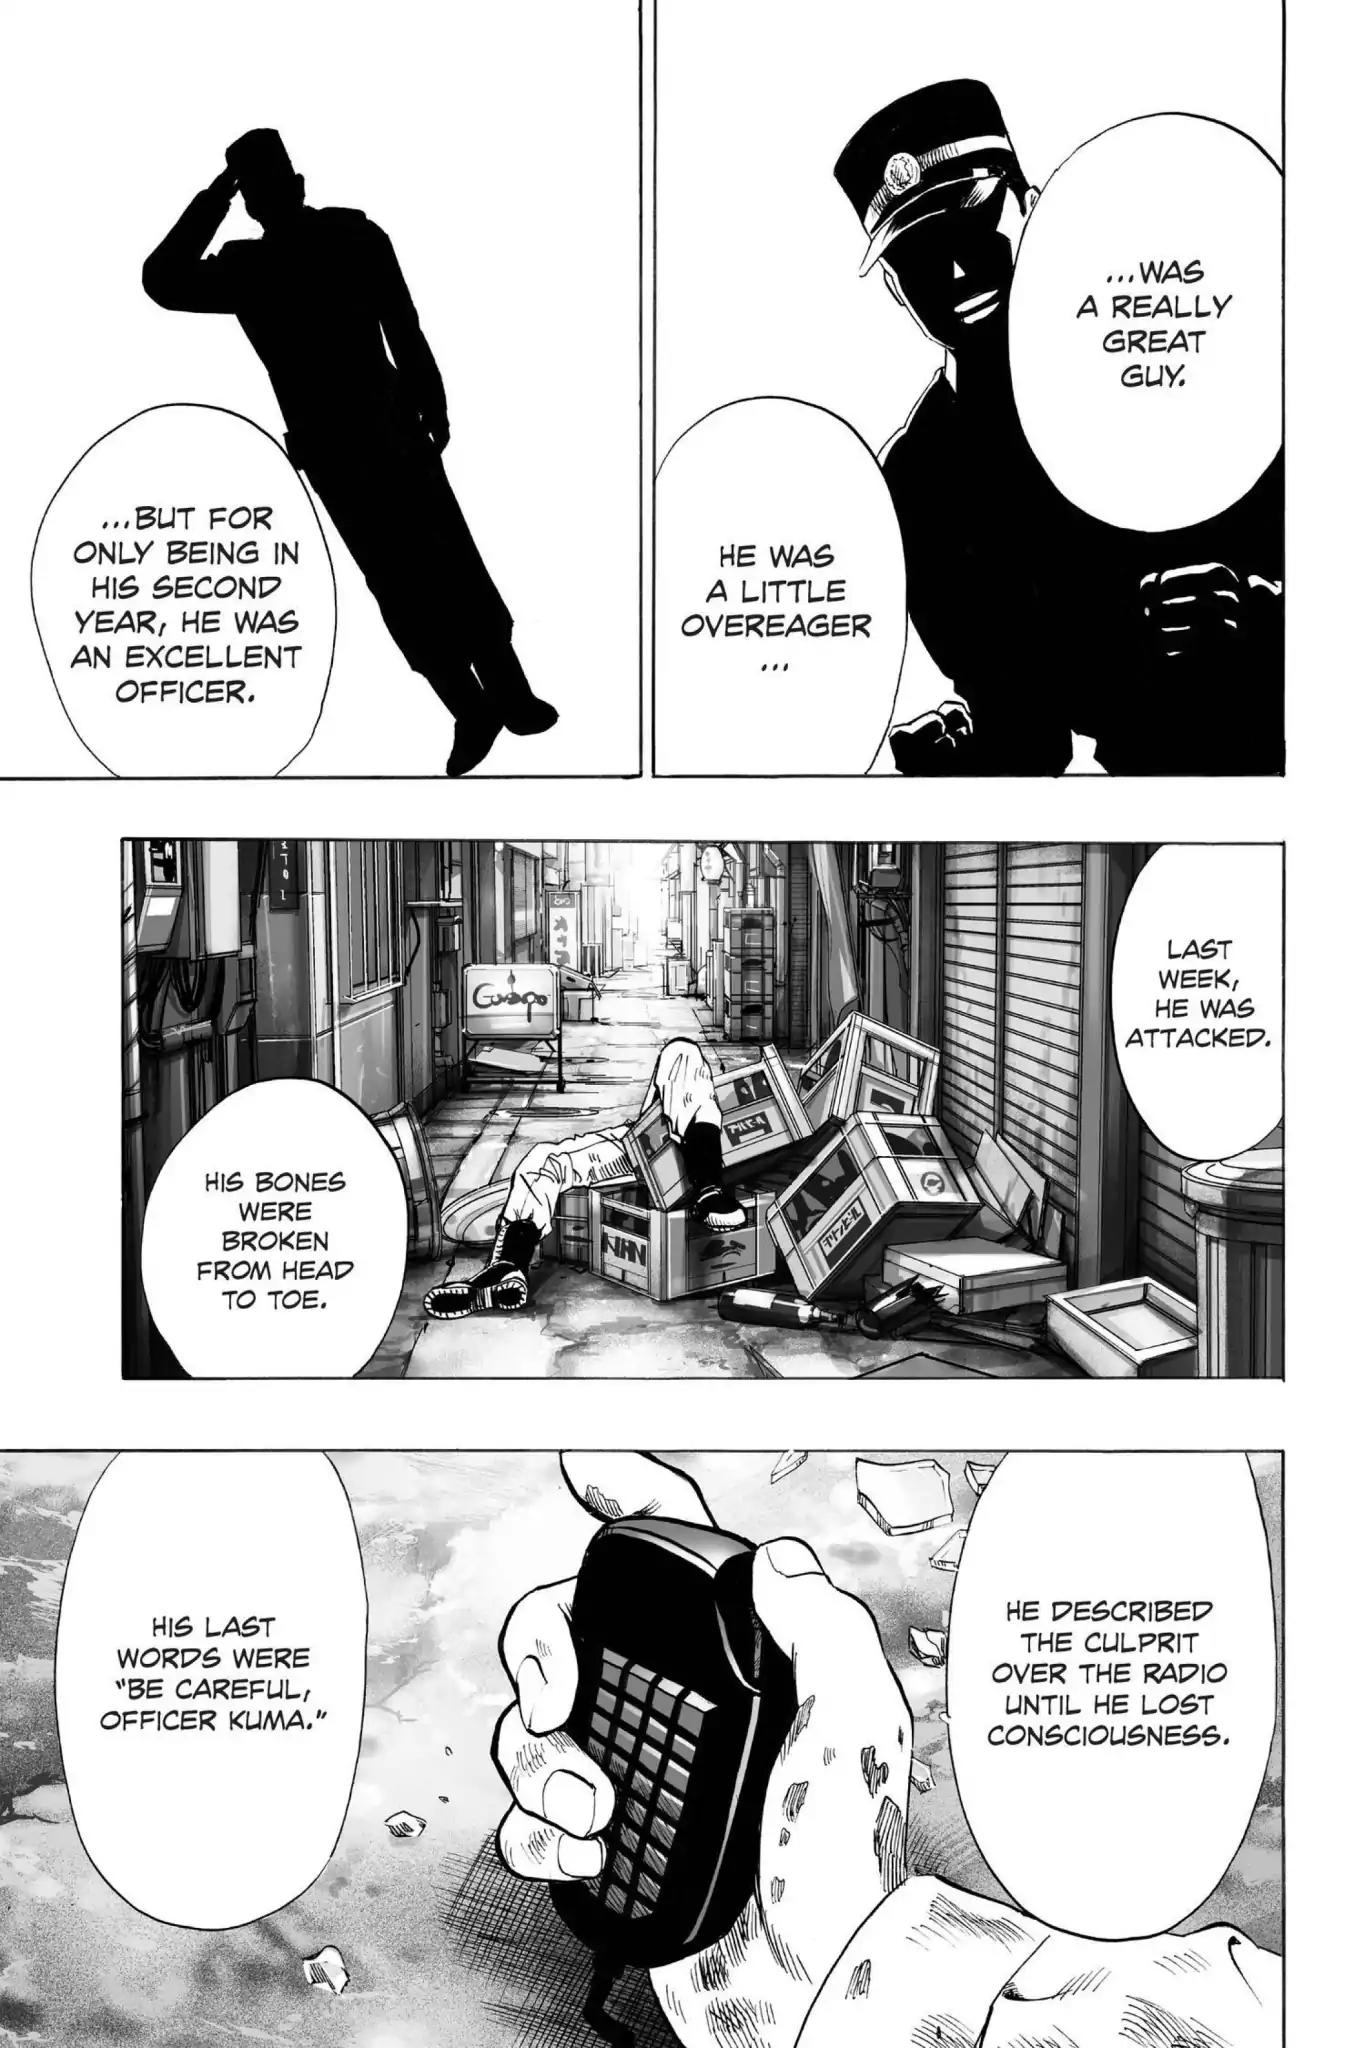 ...WAS
A REALLY
GREAT
GUY.
HE WAS
A LITTLE
OVEREAGER
...
...BUT FOR
ONLY BEING IN
HIS SECOND
YEAR, HE WAS
AN EXCELLENT
OFFICER.
LAST
WEEK,
HE WAS
ATTACKED.
HIS BONES
WERE
BROKEN
FROM HEAD
TO TOE.
HE DESCRIBED
THE CULPRIT
OVER THE RADIO
UNTIL HE LOST
CONSCIOUSNESS.
HIS LAST
WORDS WERE
"BE CAREFUL,
OFFICER KUMA."